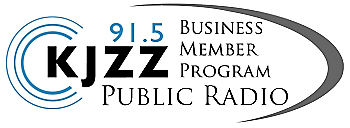 91.5
KJZZ
BUSINESS
MEMBER
PROGRAM
PUBLIC RADIO